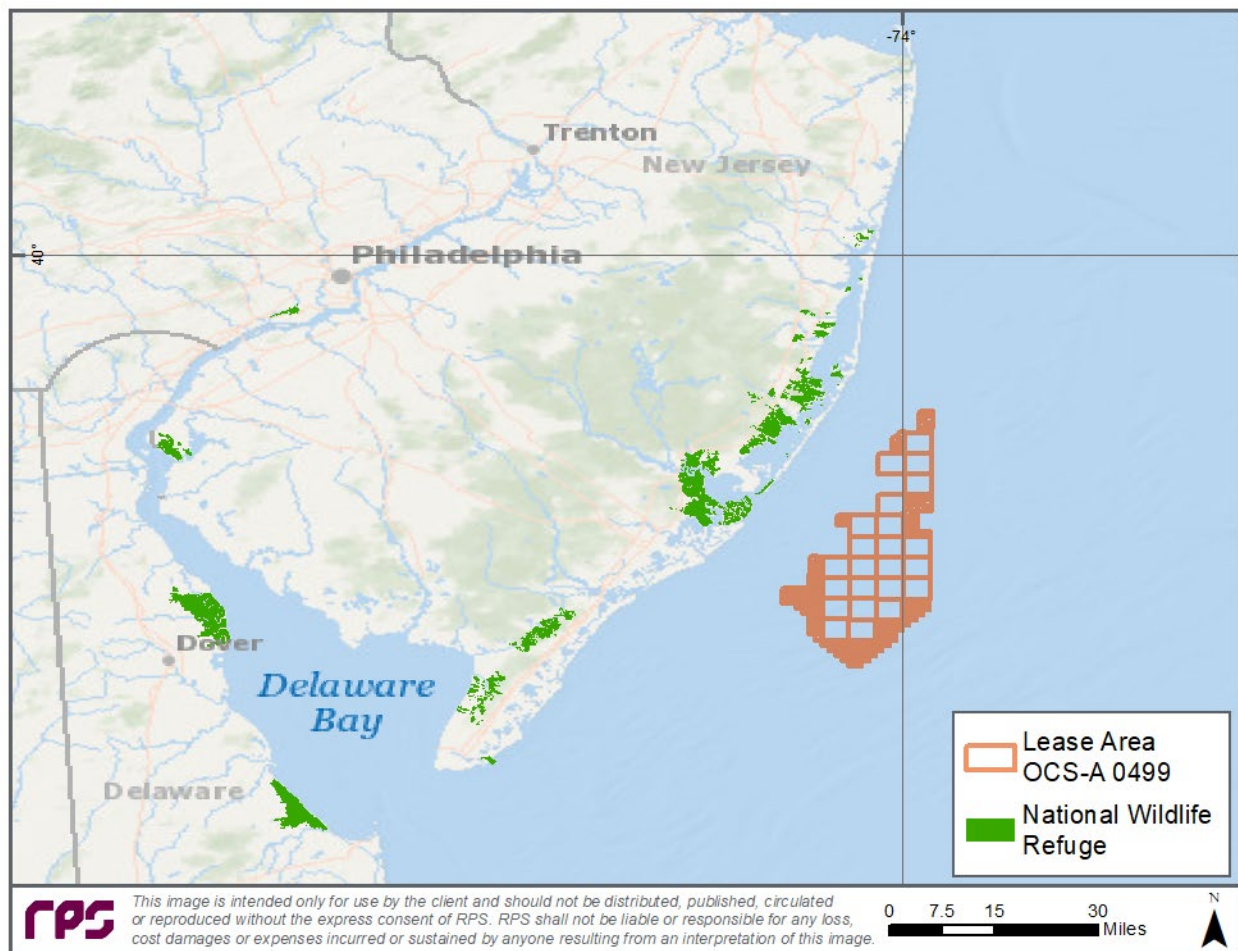 -74°
Trenton
New Jersey
40°
Philadelphia
Dover
Delaware
Bay
Delaware
Lease Area
OCS-A 0499
National Wildlife
Refuge
rps
This image is intended only for use by the client and should not be distributed, published, circulated
or reproduced without the express consent of RPS. RPS shall not be liable or responsible for any loss,
cost damages or expenses incurred or sustained by anyone resulting from an interpretation of this image.
0 7.5 15 30
Miles
N